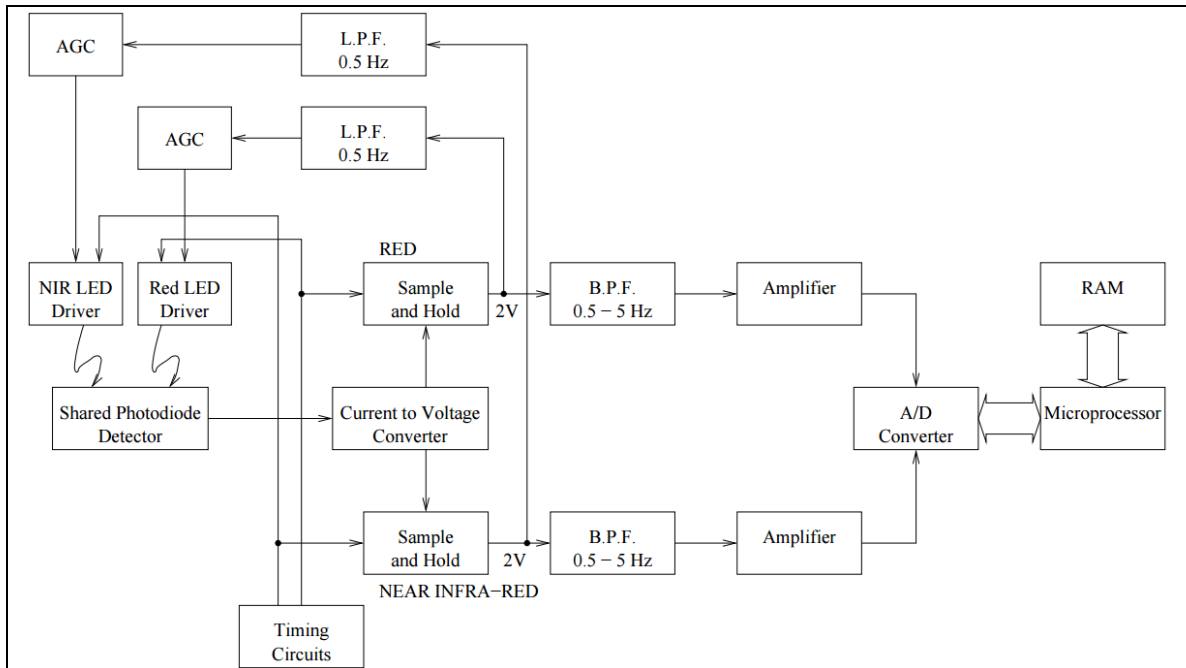 AGC
L.P.F.
0.5 Hz
AGC
L.P.F.
0.5 Hz
RED
NIR LED
Driver
Red LED
Driver
Sample
and Hold
2V
B.P.F.
0.5 − 5 Hz
Amplifier
RAM
Shared Photodiode
Detector
Current to Voltage
Converter
A/D
Converter
Microprocessor
Sample
and Hold
2V
B.P.F.
0.5 − 5 Hz
Amplifier
NEAR INFRA−RED
Timing
Circuits